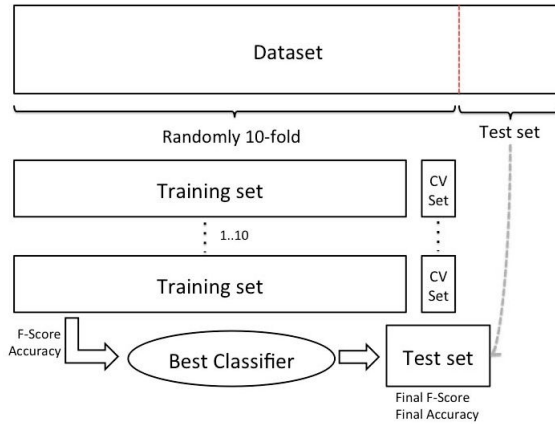 Dataset
Randomly 10-fold
Test set
Training set
CV
Set
1..10
Training set
CV
Set
F-Score
Accuracy
Best Classifier
Test set
Final F-Score
Final Accuracy